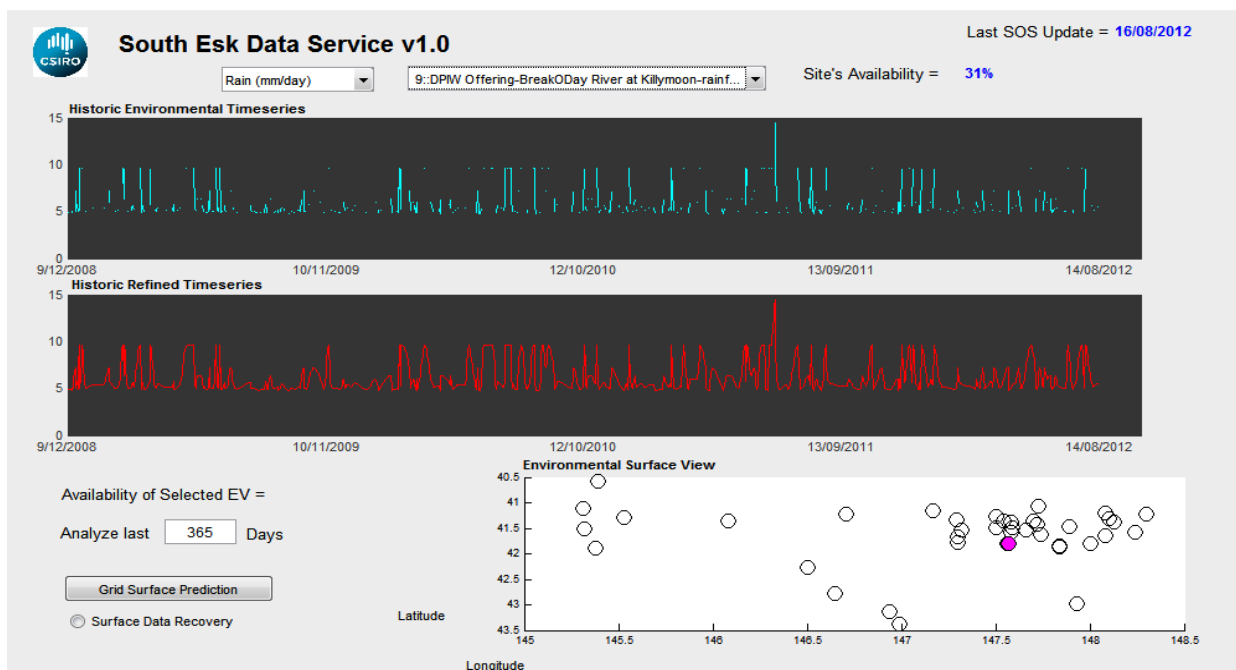 CSIRO
South Esk Data Service v1.0
Last SOS Update = 16/08/2012
Rain (mm/day)
9::DPIW Offering-BreakODay River at Killymoon-rainf...
Site's Availability = 31%
Historic Environmental Timeseries
15
10
5
0
9/12/2008 10/11/2009 12/10/2010 13/09/2011 14/08/2012
Historic Refined Timeseries
15
10
5
0
9/12/2008 10/11/2009 12/10/2010 13/09/2011 14/08/2012
Environmental Surface View
Availability of Selected EV =
Analyze last 365 Days
Grid Surface Prediction
Surface Data Recovery
Latitude
40.5
41
41.5
42
42.5
43
43.5
145 145.5 146 146.5 147 147.5 148 148.5
Longitude